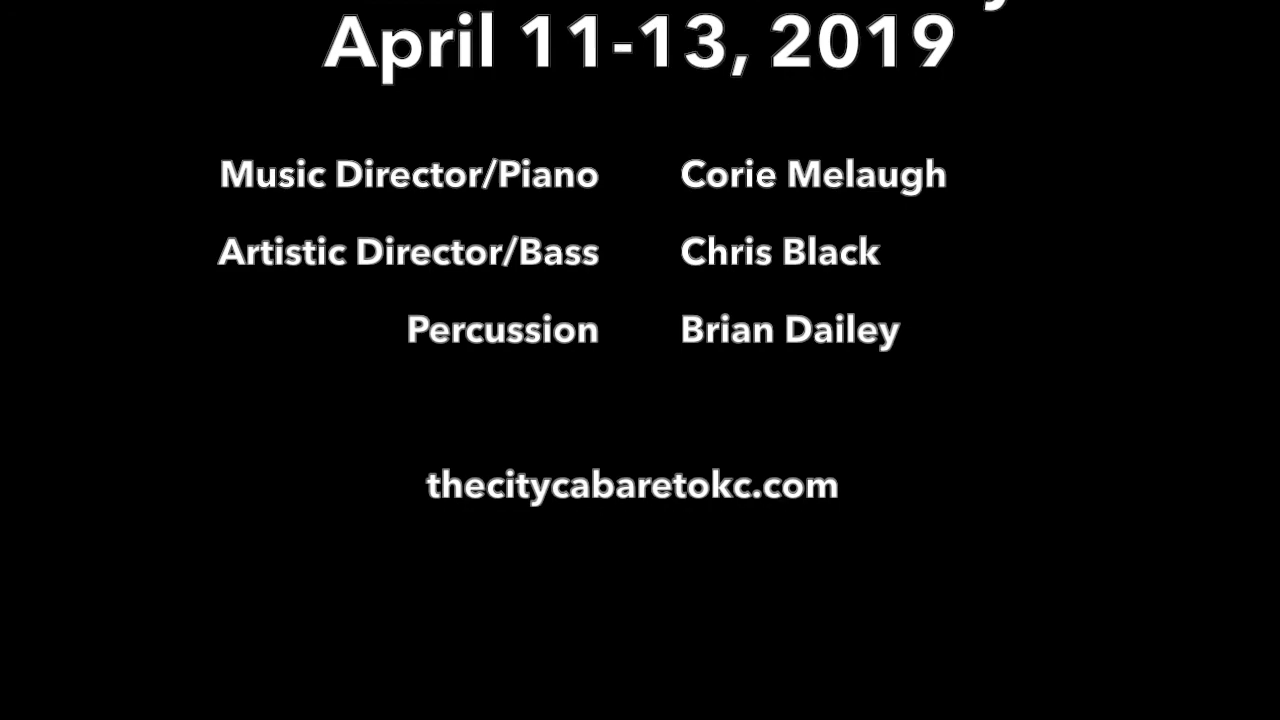 April 11-13, 2019
Music Director/Piano Corie Melaugh
Artistic Director/Bass Chris Black
Percussion Brian Dailey
thecitycabaretokc.com